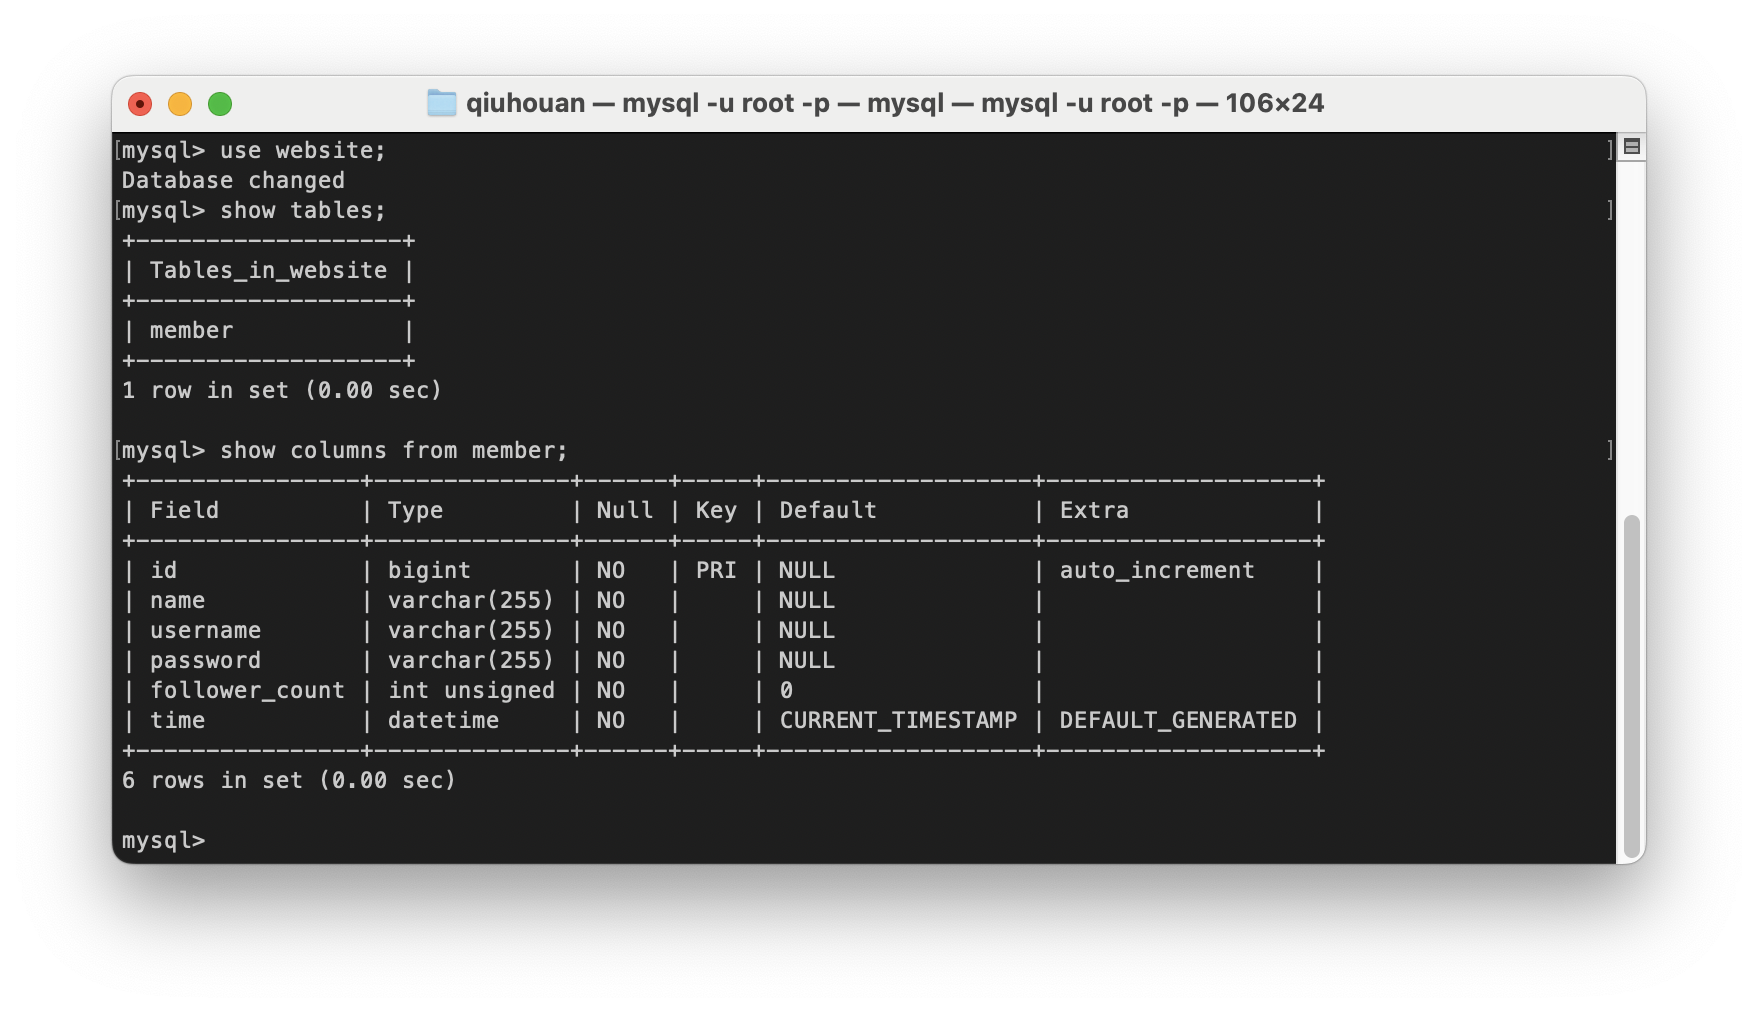 qiuhouan — mysql -u root -p — mysql — mysql -u root -p — 106×24
[mysql> use website; ]
Database changed
[mysql> show tables; ]
+-------------------+
| Tables_in_website |
+-------------------+
| member            |
+-------------------+
1 row in set (0.00 sec)

[mysql> show columns from member; ]
+----------------+--------------+------+-----+-------------------+-------------------+
| Field          | Type         | Null | Key | Default           | Extra             |
+----------------+--------------+------+-----+-------------------+-------------------+
| id             | bigint       | NO   | PRI | NULL              | auto_increment    |
| name           | varchar(255) | NO   |     | NULL              |                   |
| username       | varchar(255) | NO   |     | NULL              |                   |
| password       | varchar(255) | NO   |     | NULL              |                   |
| follower_count | int unsigned | NO   |     | 0                 |                   |
| time           | datetime     | NO   |     | CURRENT_TIMESTAMP | DEFAULT_GENERATED |
+----------------+--------------+------+-----+-------------------+-------------------+
6 rows in set (0.00 sec)

mysql>